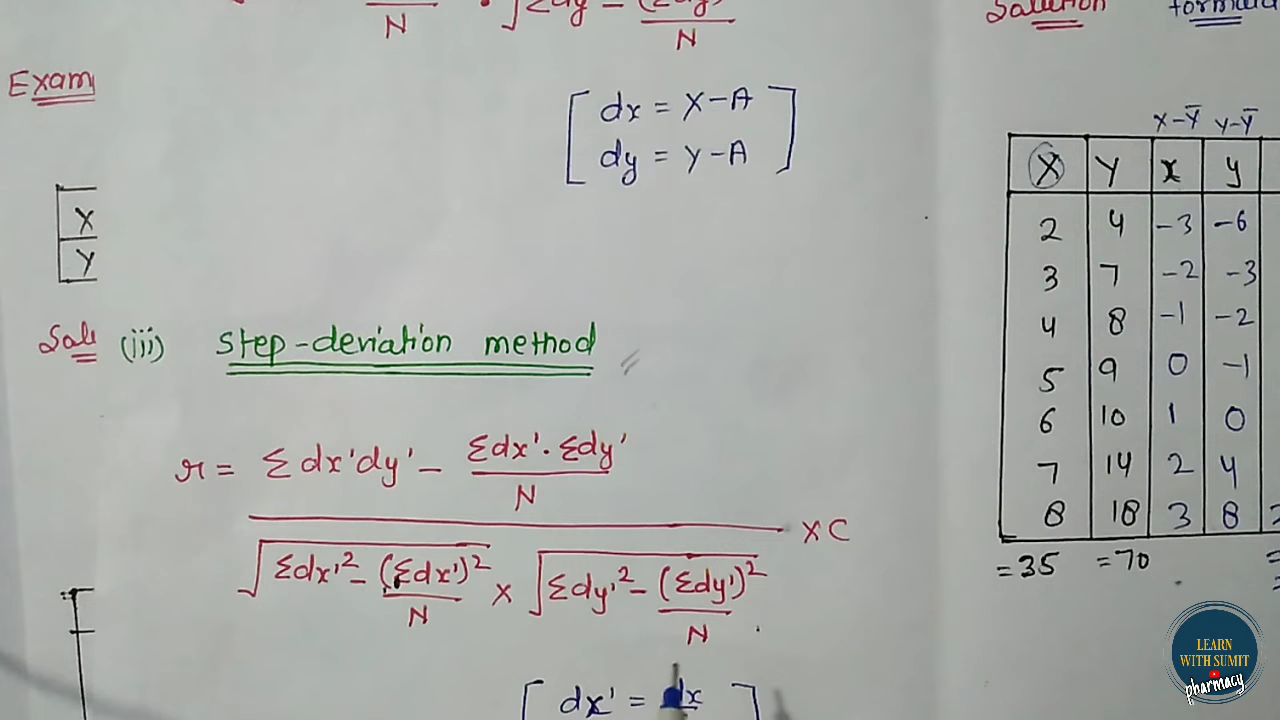 N
N
Solution formula
Exam
[ dx = X-A
dy = Y-A ]
X
Y
Sol
(iii) Step-deviation method
r = Σdx'dy' - Σdx'.Σdy'
N
× C
√Σdx'² - (Σdx')² × √Σdy'² - (Σdy')²
N N
[ dx' = dx ]
X-Y̅ Y-Y̅
X Y x y
2 4 -3 -6
3 7 -2 -3
4 8 -1 -2
5 9 0 -1
6 10 1 0
7 14 2 4
8 18 3 8
=35 =70
LEARN
WITH SUMIT
pharmacy